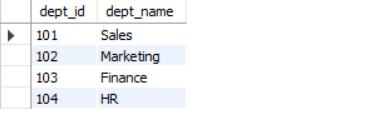 dept_id dept_name
101 Sales
102 Marketing
103 Finance
104 HR